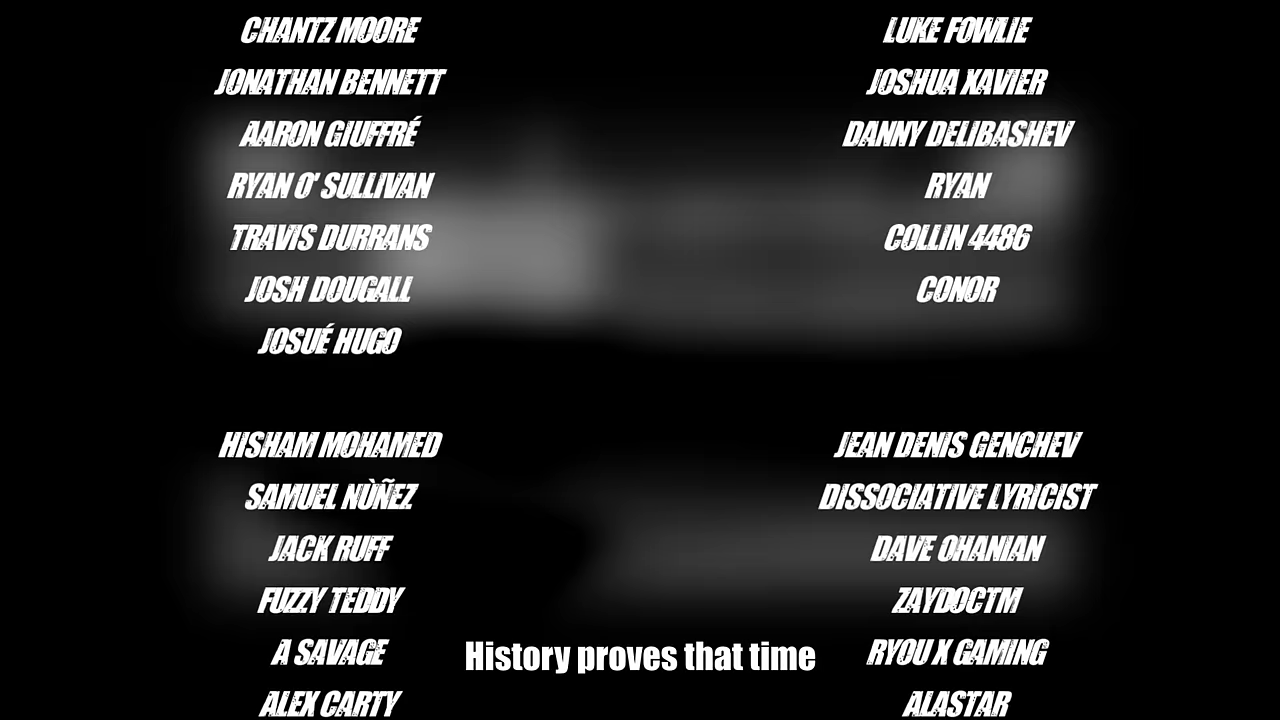 CHANTZ MOORE
JONATHAN BENNETT
AARON GIUFFRÉ
RYAN O' SULLIVAN
TRAVIS DURRANS
JOSH DOUGALL
JOSUÉ HUGO
HISHAM MOHAMED
SAMUEL NÙÑEZ
JACK RUFF
FUZZY TEDDY
A SAVAGE
ALEX CARTY
LUKE FOWLIE
JOSHUA XAVIER
DANNY DELIBASHEV
RYAN
COLLIN 4486
CONOR
JEAN DENIS GENCHEV
DISSOCIATIVE LYRICIST
DAVE OHANIAN
ZAYDOCTM
RYOU X GAMING
ALASTAR
History proves that time